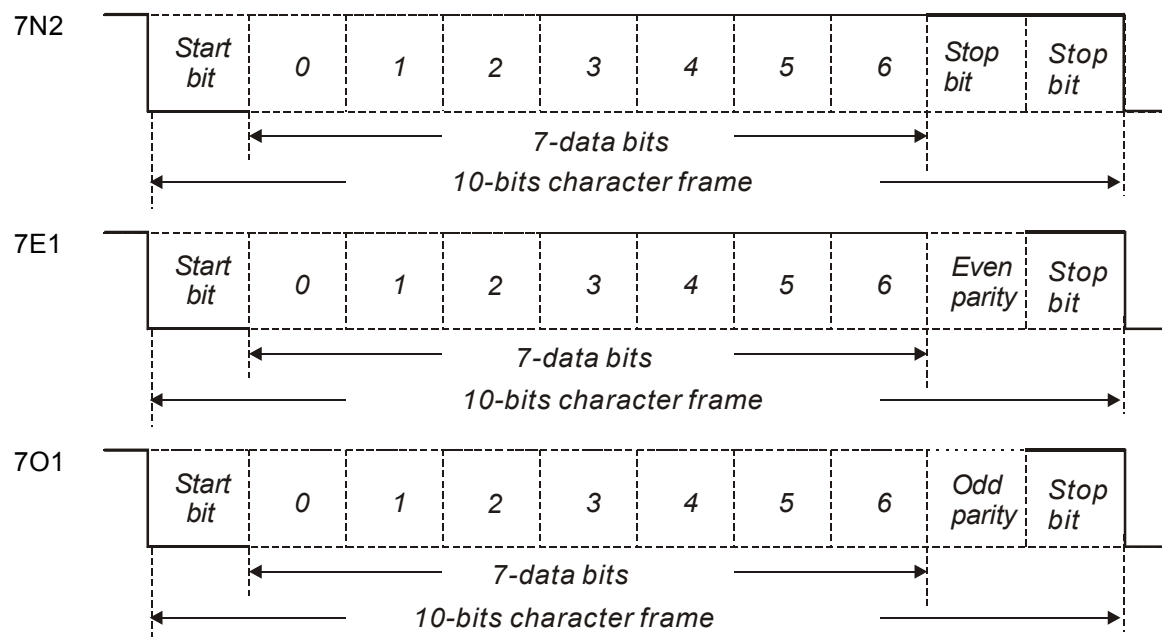 7N2
Start bit 0 1 2 3 4 5 6 Stop bit Stop bit
7-data bits
10-bits character frame
7E1
Start bit 0 1 2 3 4 5 6 Even parity Stop bit
7-data bits
10-bits character frame
7O1
Start bit 0 1 2 3 4 5 6 Odd parity Stop bit
7-data bits
10-bits character frame